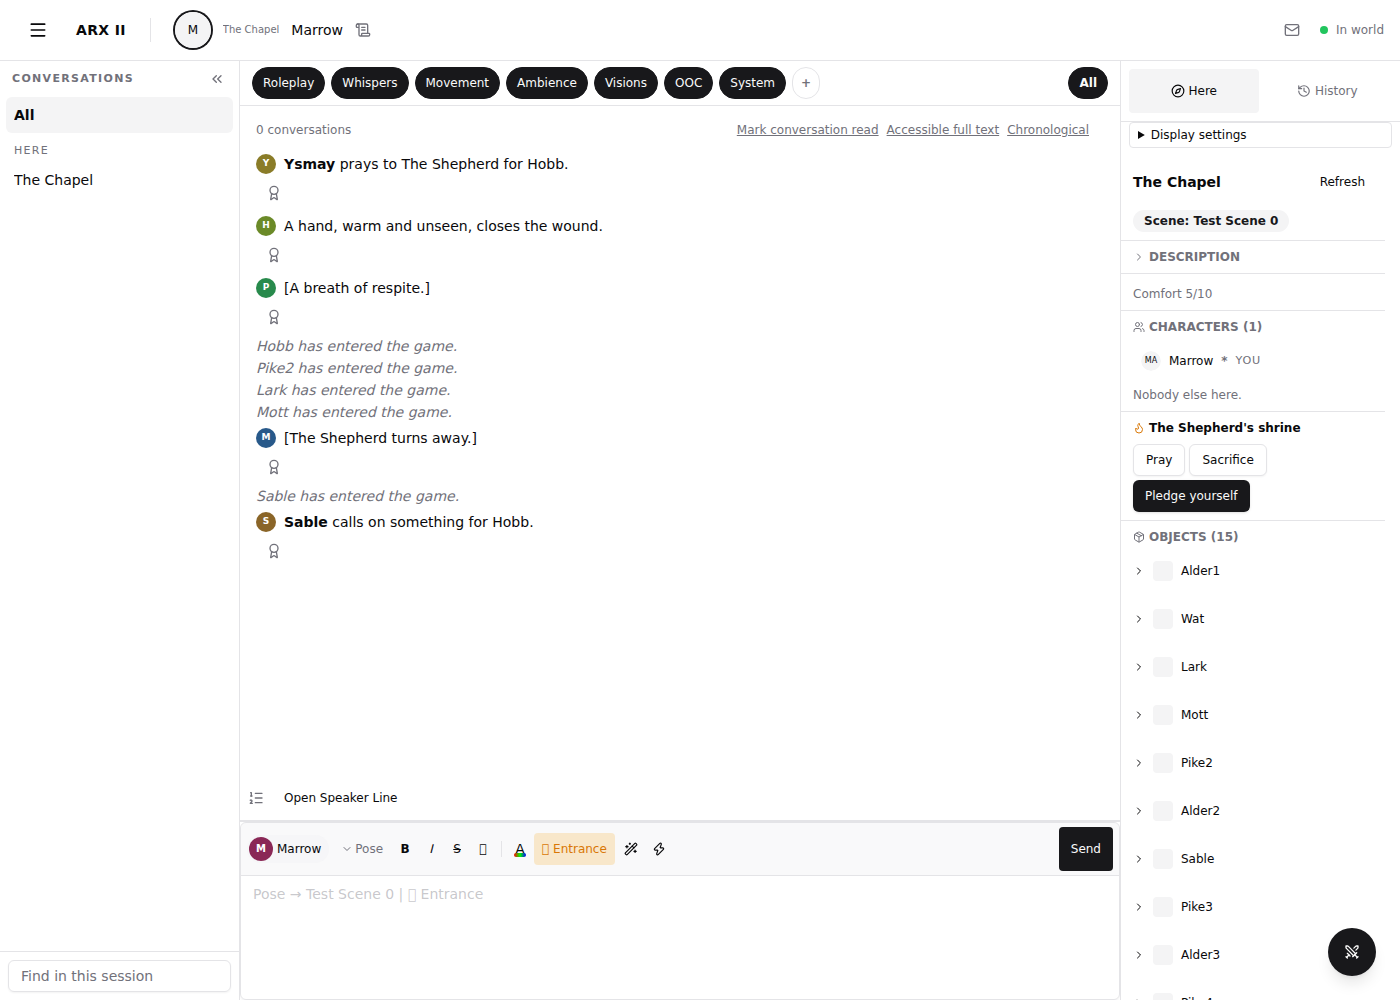 ARX II
M
The Chapel
Marrow
In world
CONVERSATIONS
All
HERE
The Chapel
Find in this session
Roleplay
Whispers
Movement
Ambience
Visions
OOC
System
+
All
0 conversations
Mark conversation read
Accessible full text
Chronological
Y
Ysmay prays to The Shepherd for Hobb.
H
A hand, warm and unseen, closes the wound.
P
[A breath of respite.]
Hobb has entered the game.
Pike2 has entered the game.
Lark has entered the game.
Mott has entered the game.
M
[The Shepherd turns away.]
Sable has entered the game.
S
Sable calls on something for Hobb.
Open Speaker Line
M
Marrow
Pose
B
I
S
A
Entrance
Send
Pose → Test Scene 0 | Entrance
Here
History
Display settings
The Chapel
Refresh
Scene: Test Scene 0
DESCRIPTION
Comfort 5/10
CHARACTERS (1)
MA
Marrow * YOU
Nobody else here.
The Shepherd's shrine
Pray
Sacrifice
Pledge yourself
OBJECTS (15)
Alder1
Wat
Lark
Mott
Pike2
Alder2
Sable
Pike3
Alder3